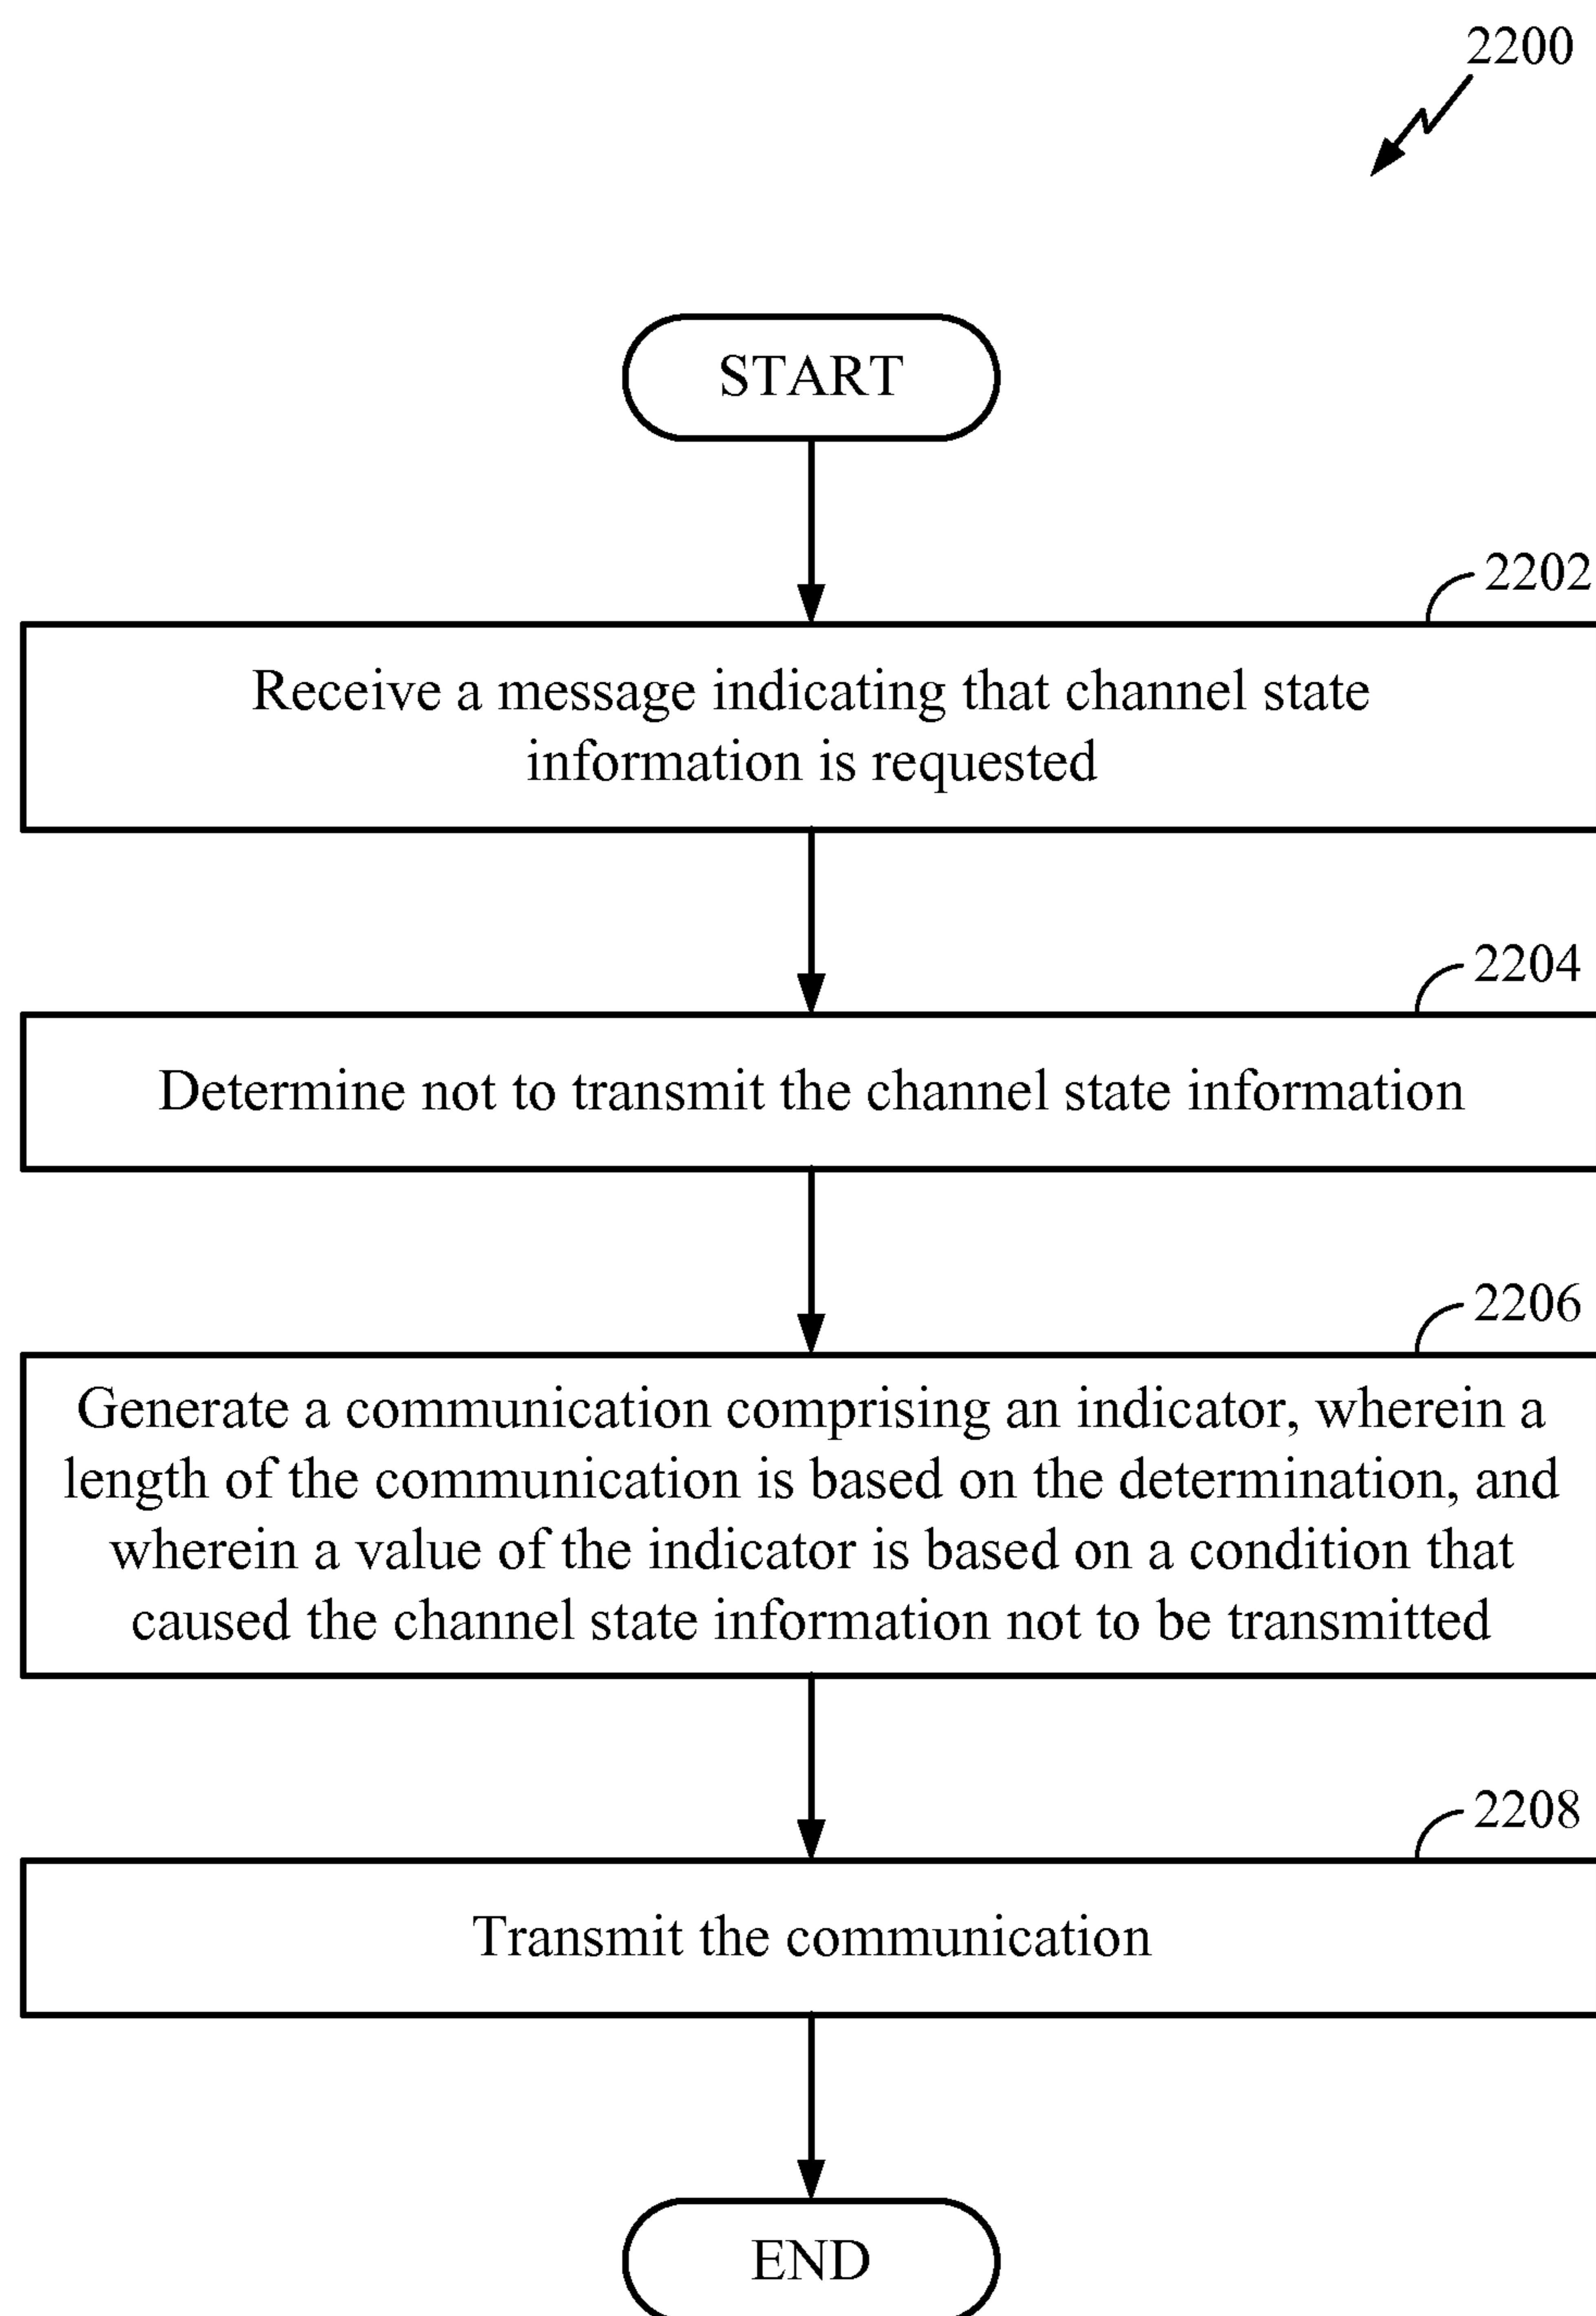 2200
START
2202
Receive a message indicating that channel state
information is requested
2204
Determine not to transmit the channel state information
2206
Generate a communication comprising an indicator, wherein a
length of the communication is based on the determination, and
wherein a value of the indicator is based on a condition that
caused the channel state information not to be transmitted
2208
Transmit the communication
END